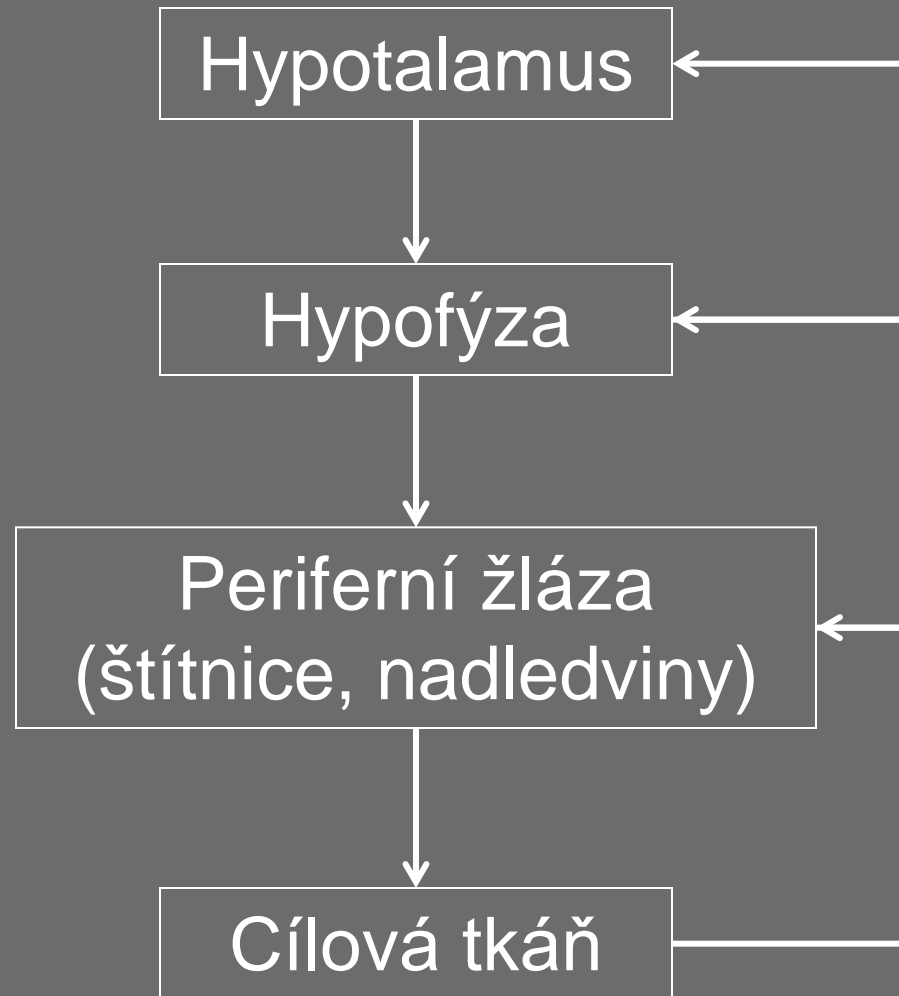 Hypotalamus
Hypofýza
Periferní žláza
(štítnice, nadledviny)
Cílová tkáň